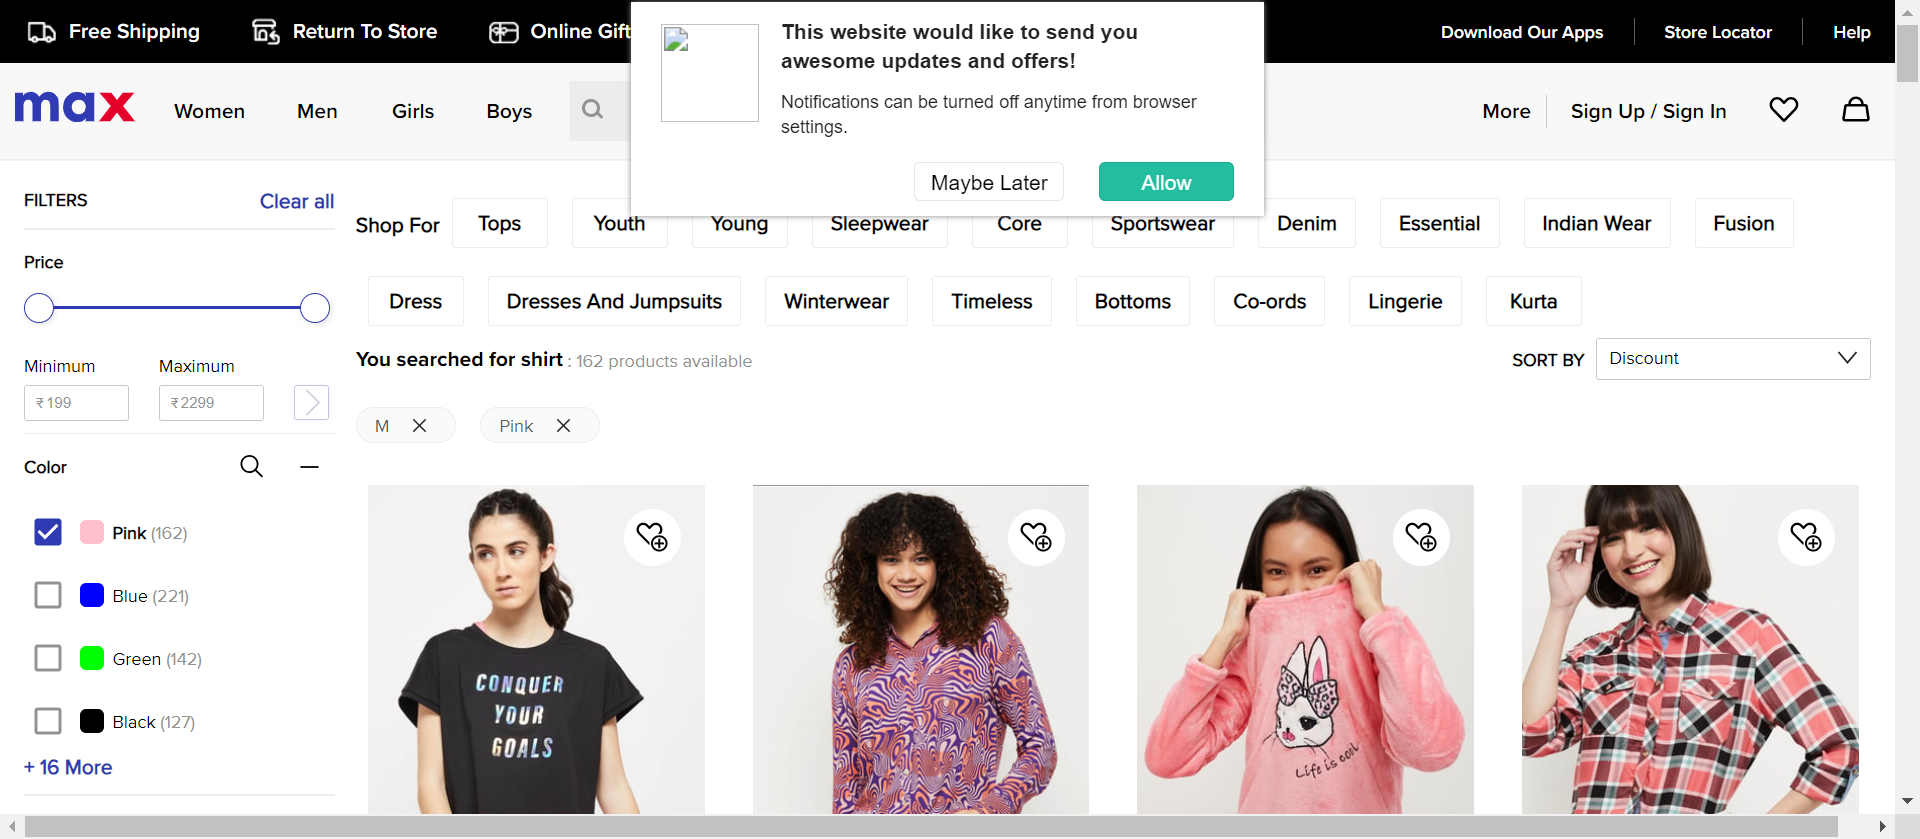 Free Shipping
Return To Store
Online Gift
Download Our Apps
Store Locator
Help
This website would like to send you
awesome updates and offers!
Notifications can be turned off anytime from browser
settings.
Maybe Later
Allow
max
Women
Men
Girls
Boys
More
Sign Up / Sign In
FILTERS
Clear all
Price
Minimum
Maximum
₹ 199
₹ 2299
Color
Pink (162)
Blue (221)
Green (142)
Black (127)
+ 16 More
Shop For
Tops
Youth
Young
Sleepwear
Core
Sportswear
Denim
Essential
Indian Wear
Fusion
Dress
Dresses And Jumpsuits
Winterwear
Timeless
Bottoms
Co-ords
Lingerie
Kurta
You searched for shirt : 162 products available
SORT BY
Discount
M
Pink
CONQUER
YOUR
GOALS
Life is cool